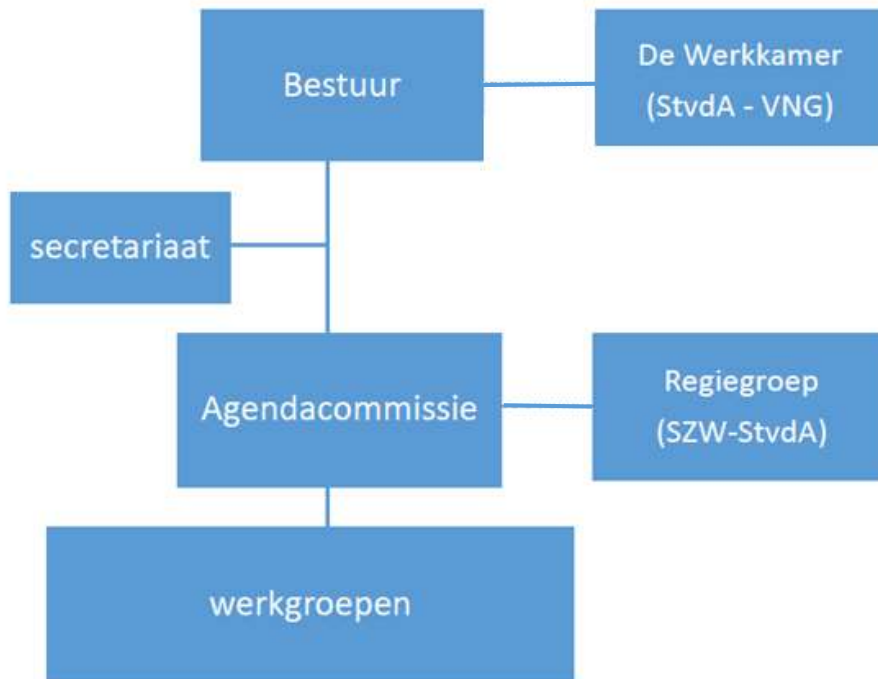 Bestuur
De Werkkamer
(StvdA - VNG)
secretariaat
Agendacommissie
Regiegroep
(SZW-StvdA)
werkgroepen